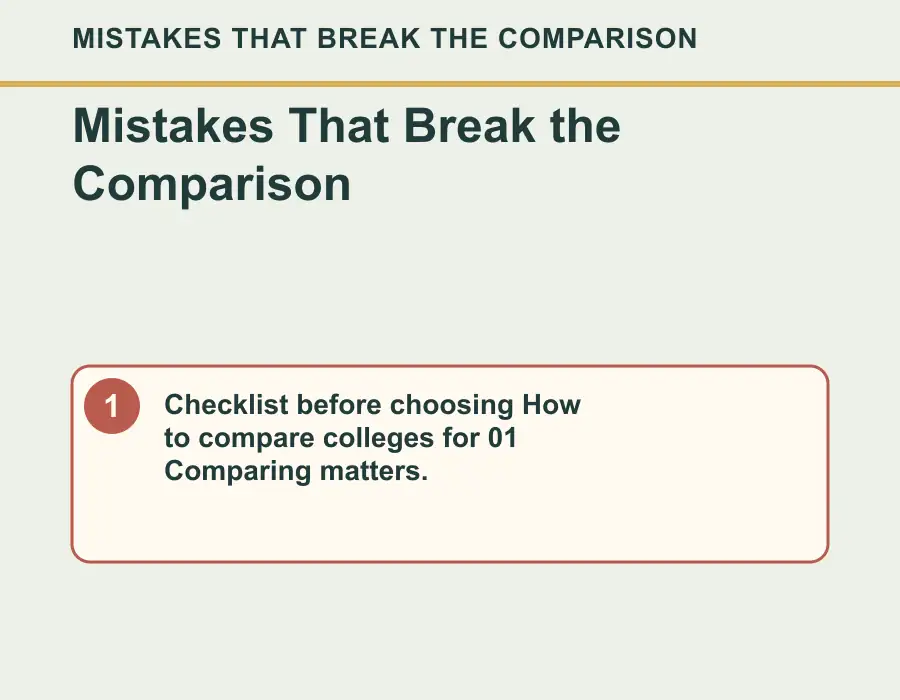 MISTAKES THAT BREAK THE COMPARISON
Mistakes That Break the
Comparison
1
Checklist before choosing How
to compare colleges for 01
Comparing matters.